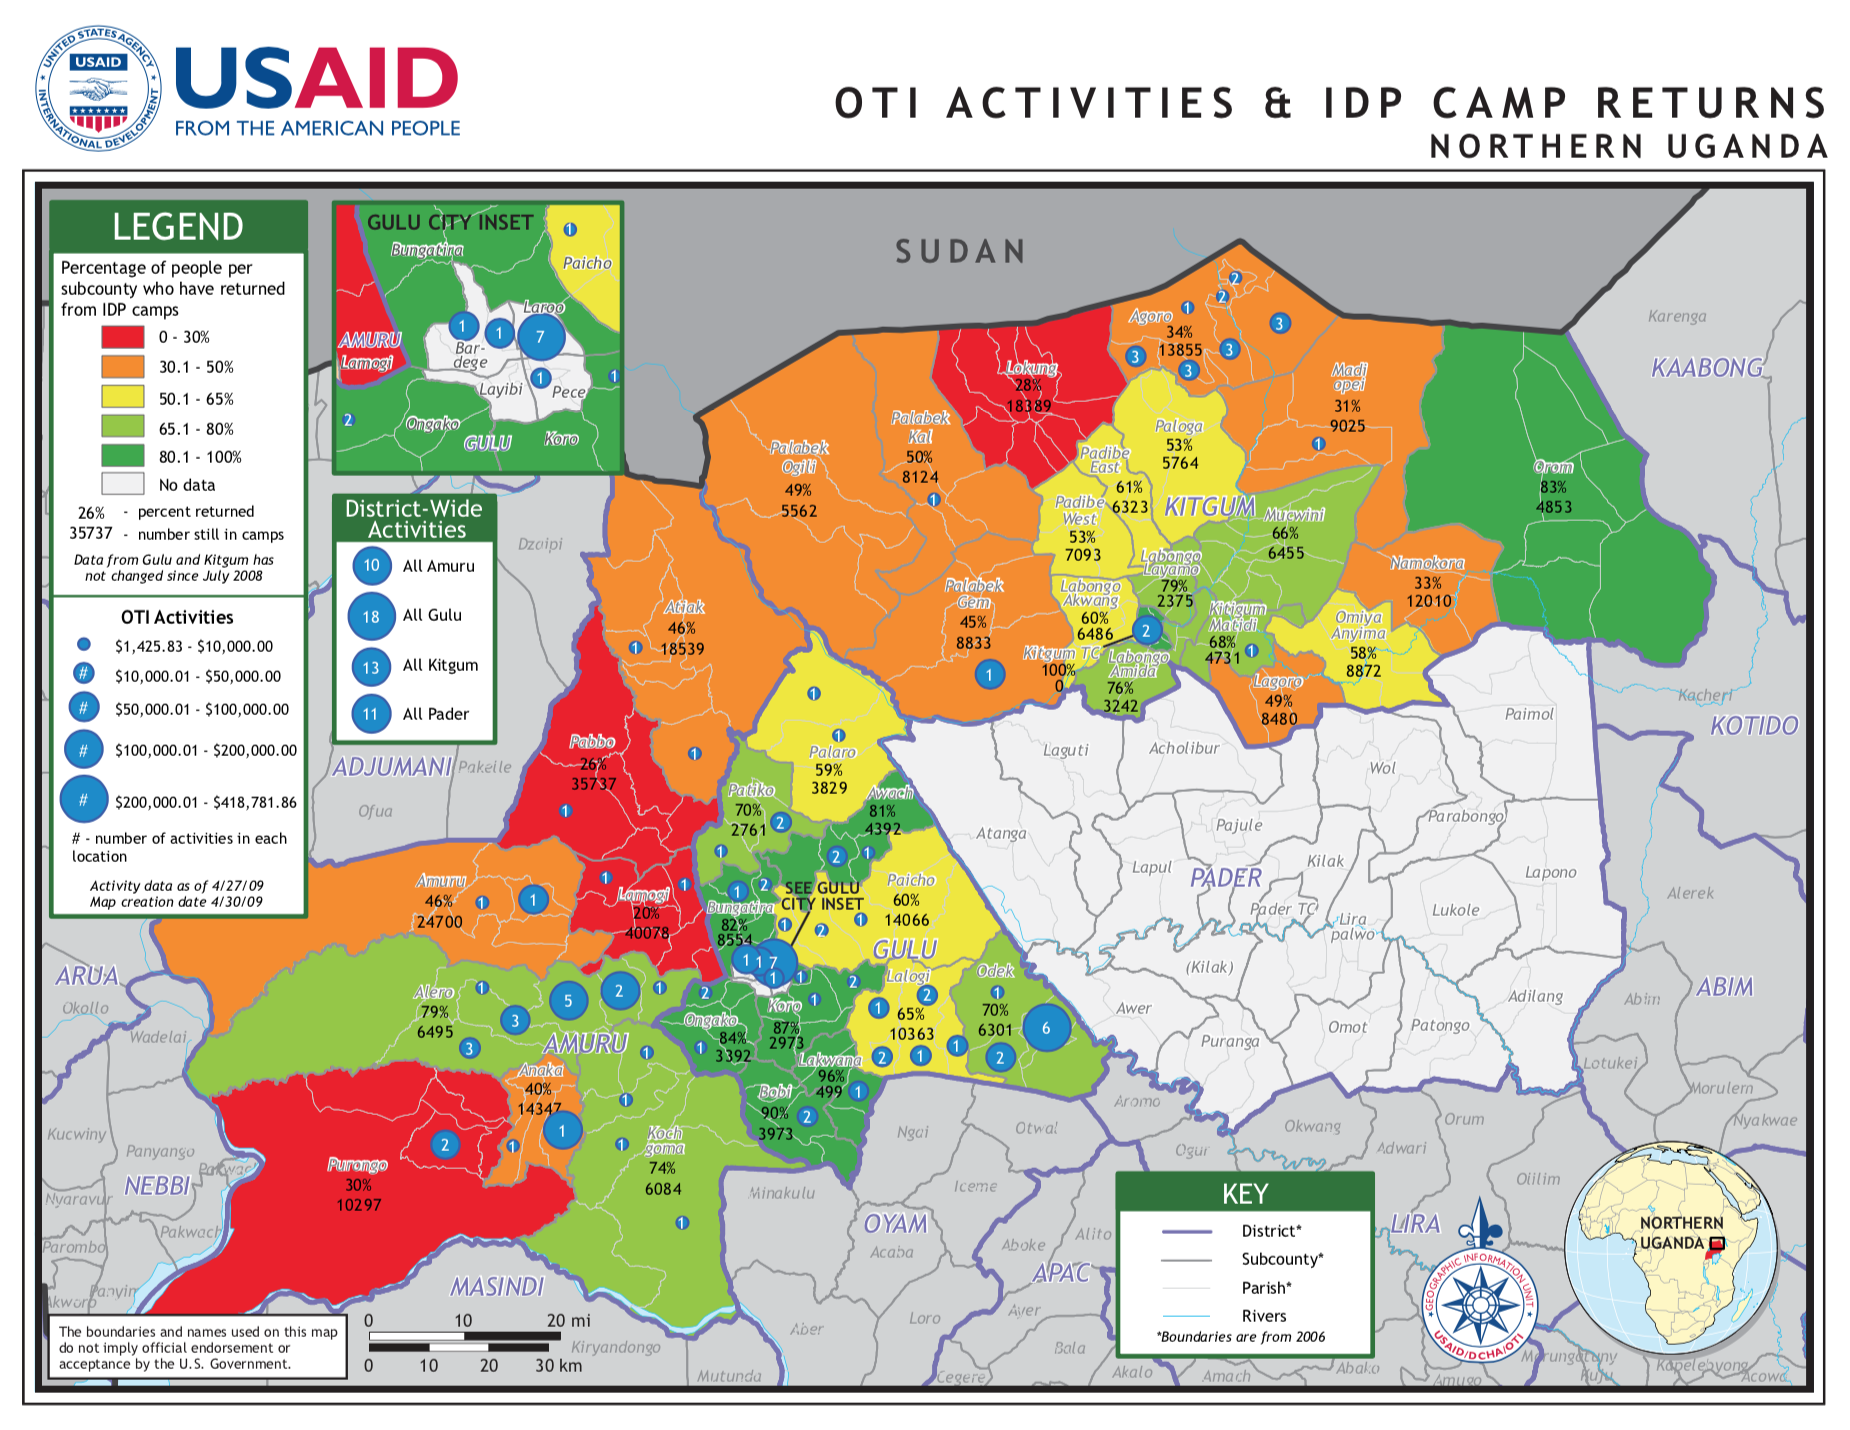 UNITED STATES AGENCY
USAID
INTERNATIONAL DEVELOPMENT
USAID
FROM THE AMERICAN PEOPLE
OTI ACTIVITIES & IDP CAMP RETURNS
NORTHERN UGANDA
LEGEND
Percentage of people per
subcounty who have returned
from IDP camps
0 - 30%
30.1 - 50%
50.1 - 65%
65.1 - 80%
80.1 - 100%
No data
26% - percent returned
35737 - number still in camps
Data from Gulu and Kitgum has
not changed since July 2008
OTI Activities
$1,425.83 - $10,000.00
# $10,000.01 - $50,000.00
# $50,000.01 - $100,000.00
# $100,000.01 - $200,000.00
# $200,000.01 - $418,781.86
# - number of activities in each
location
Activity data as of 4/27/09
Map creation date 4/30/09
GULU CITY INSET
Bungatira
1
Paicho
Laroo
1
1
7
AMURU
Lamogi
Bar-
dege
1
1
Layibi
Pece
2
Ongako
GULU
Koro
District-Wide
Activities
10 All Amuru
18 All Gulu
13 All Kitgum
11 All Pader
SUDAN
Karenga
KAABONG
Kacheri
KOTIDO
Alerek
Abim
ABIM
Lotukei
Morulem
Nyakwae
Dzaipi
ADJUMANI
Pakelle
Ofua
ARUA
Okollo
Wadelai
Kucwiny
Panyango
Pakwach
NEBBI
Nyaravur
Pakwach
Parombo
Panyim
Akworo
MASINDI
Kiryandongo
Mutunda
Agoro
34%
13855
1
2
2
3
3
3
3
Madi
opei
31%
9025
1
Lokung
28%
18389
Palabek
Kal
50%
8124
1
Palabek
Ogili
49%
5562
Paloga
53%
5764
Padibe
East
61%
6323
Padibe
West
53%
7093
KITGUM
Mucwini
66%
6455
Orom
83%
4853
Namokora
33%
12010
Labongo
Layamo
79%
2375
Labongo
Akwang
60%
6486
Palabek
Gem
45%
8833
1
Kitgum TC
100%
0
2
Labongo
Amida
76%
3242
Kitigum
Matidi
68%
4731
1
Omiya
Anyima
58%
8872
Lagoro
49%
8480
Atiak
46%
18539
1
1
Pabbo
26%
35737
1
Lamogi
20%
40078
1
1
Amuru
46%
24700
1
1
Alero
79%
6495
1
3
5
2
1
3
AMURU
Anaka
40%
14347
1
1
Purongo
30%
10297
2
Koch
goma
74%
6084
1
1
1
1
Palaro
59%
3829
1
1
Patiko
70%
2761
2
1
Awach
81%
4392
2
1
SEE GULU
CITY INSET
Bungatira
82%
8554
1
2
Paicho
60%
14066
1
2
1
GULU
1
1
7
1
1
Lalogi
65%
10363
1
2
2
1
1
Odek
70%
6301
1
6
2
Koro
87%
2973
1
2
Ongako
84%
3392
2
1
Lakwana
96%
499
1
Bobi
90%
3973
2
Laguti
Acholibur
Wol
Paimol
Atanga
Pajule
Parabongo
Lapul
PADER
Kilak
Lapono
Pader TC
Lira
palwo
Lukole
(Kilak)
Awer
Puranga
Omot
Patongo
Adilang
Aromo
Ngai
Otwal
Ogur
Okwang
Adwari
Orum
Olilim
Minakulu
Iceme
OYAM
Acaba
Aboke
Alito
APAC
Ayer
Loro
Aber
Bala
LIRA
Cegere
Akalo
Amach
Abako
Amugo
Morungatuny
Kuju
Kapelebyong
Acowa
KEY
District*
Subcounty*
Parish*
Rivers
*Boundaries are from 2006
GEOGRAPHIC INFORMATION UNIT
USAID/DCHA/OTI
NORTHERN
UGANDA
The boundaries and names used on this map
do not imply official endorsement or
acceptance by the U.S. Government.
0 10 20 mi
0 10 20 30 km